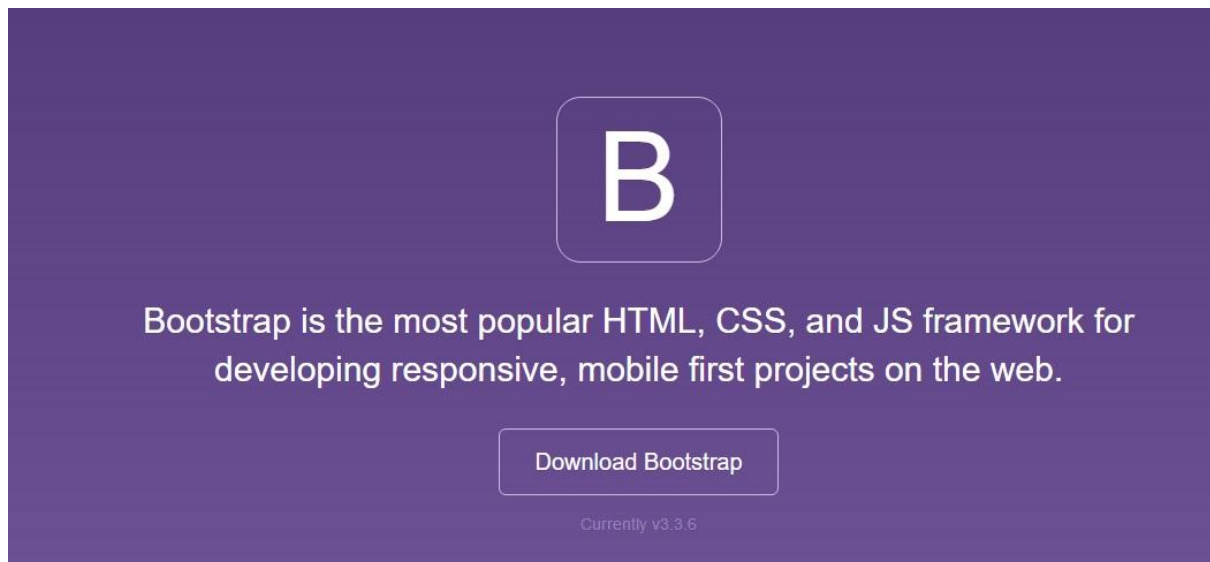 B
Bootstrap is the most popular HTML, CSS, and JS framework for
developing responsive, mobile first projects on the web.
Download Bootstrap
Currently v3.3.6